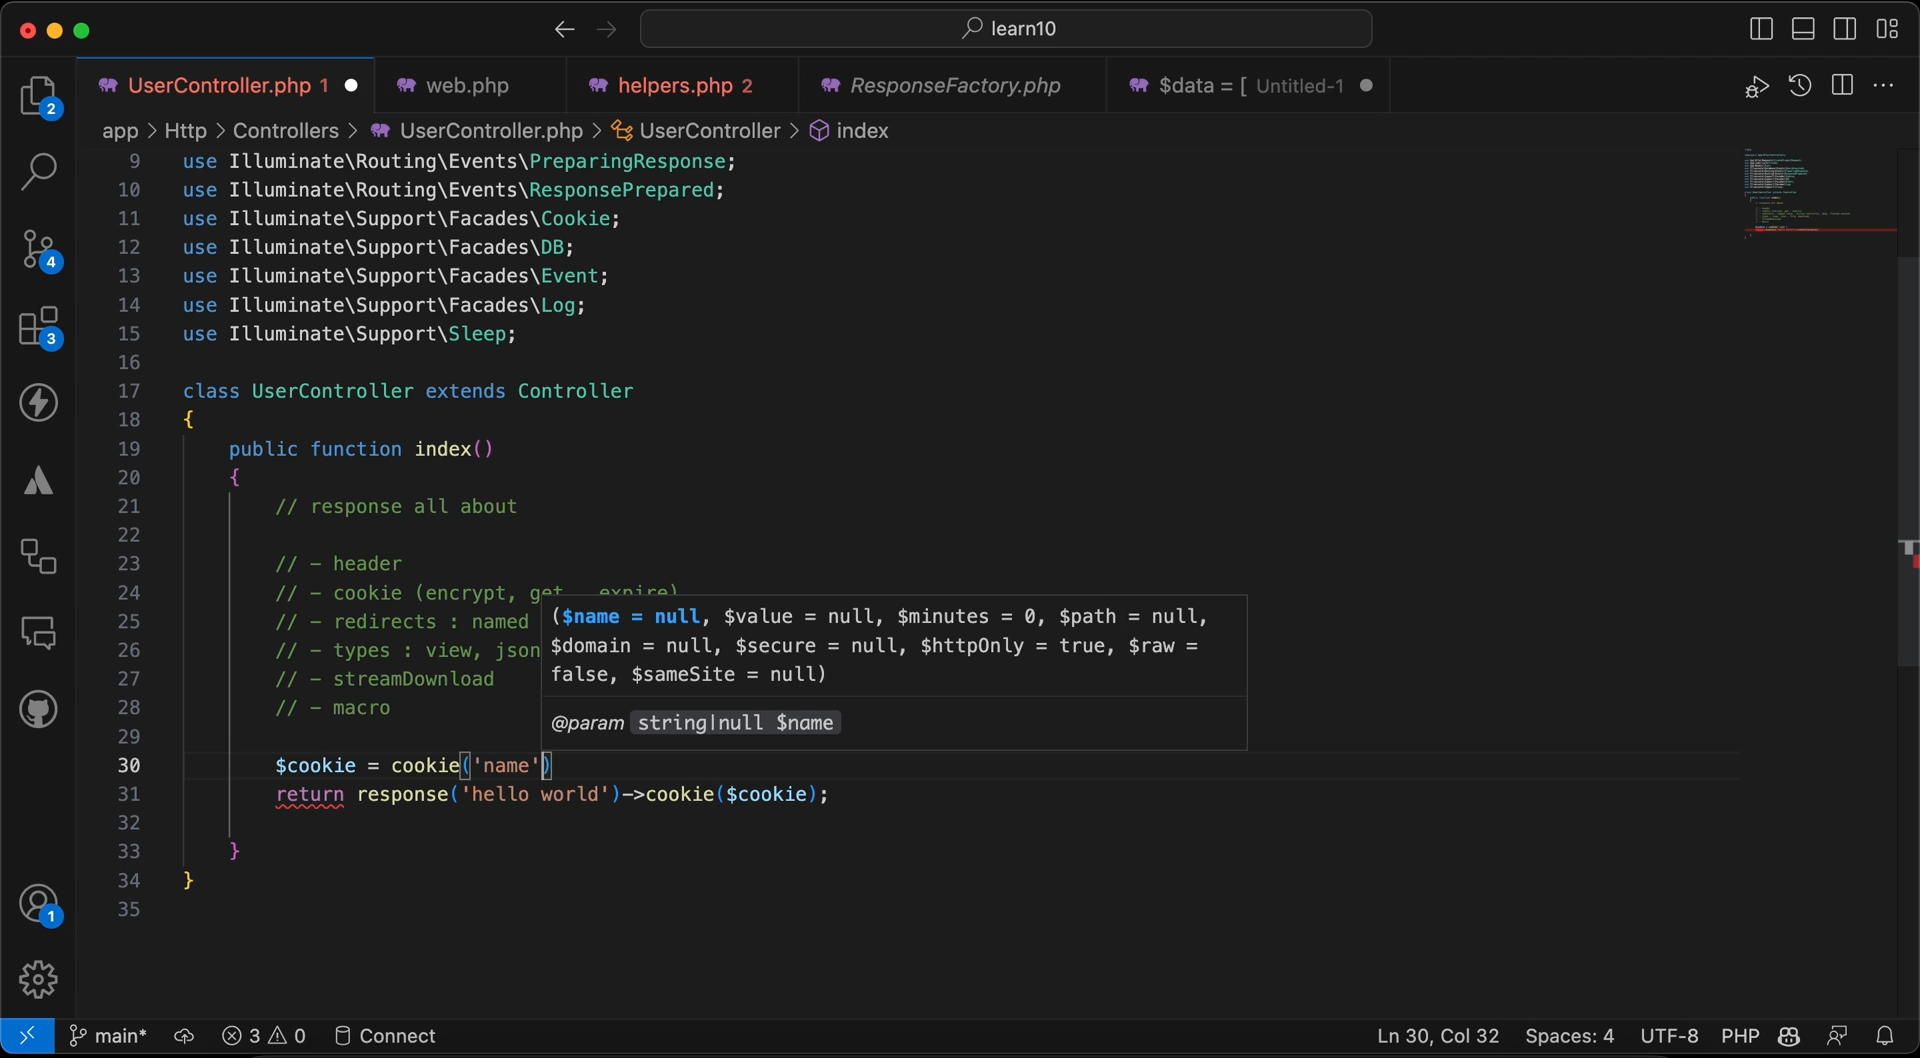 learn10
UserController.php 1
web.php
helpers.php 2
ResponseFactory.php
$data = [ Untitled-1
app > Http > Controllers > UserController.php > UserController > index
9 use Illuminate\Routing\Events\PreparingResponse;
10 use Illuminate\Routing\Events\ResponsePrepared;
11 use Illuminate\Support\Facades\Cookie;
12 use Illuminate\Support\Facades\DB;
13 use Illuminate\Support\Facades\Event;
14 use Illuminate\Support\Facades\Log;
15 use Illuminate\Support\Sleep;
16
17 class UserController extends Controller
18 {
19 public function index()
20 {
21 // response all about
22
23 // - header
24 // - cookie (encrypt, get expire)
25 // - redirects : named
26 // - types : view, json
27 // - streamDownload
28 // - macro
29
($name = null, $value = null, $minutes = 0, $path = null,
$domain = null, $secure = null, $httpOnly = true, $raw =
false, $sameSite = null)
@param string|null $name
30 $cookie = cookie('name')
31 return response('hello world')->cookie($cookie);
32
33 }
34 }
35
2
4
3
1
main*
3
0
Connect
Ln 30, Col 32
Spaces: 4
UTF-8
PHP